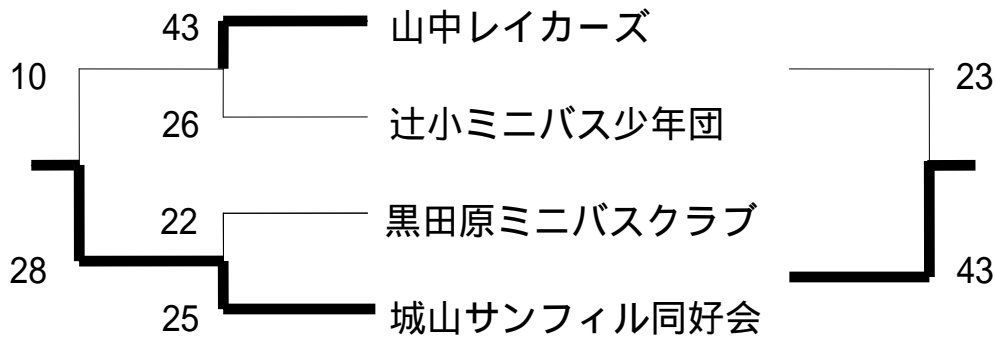 43 山中レイカーズ
10 23
26 辻小ミニバス少年団
22 黒田原ミニバスクラブ
28 43
25 城山サンフィル同好会